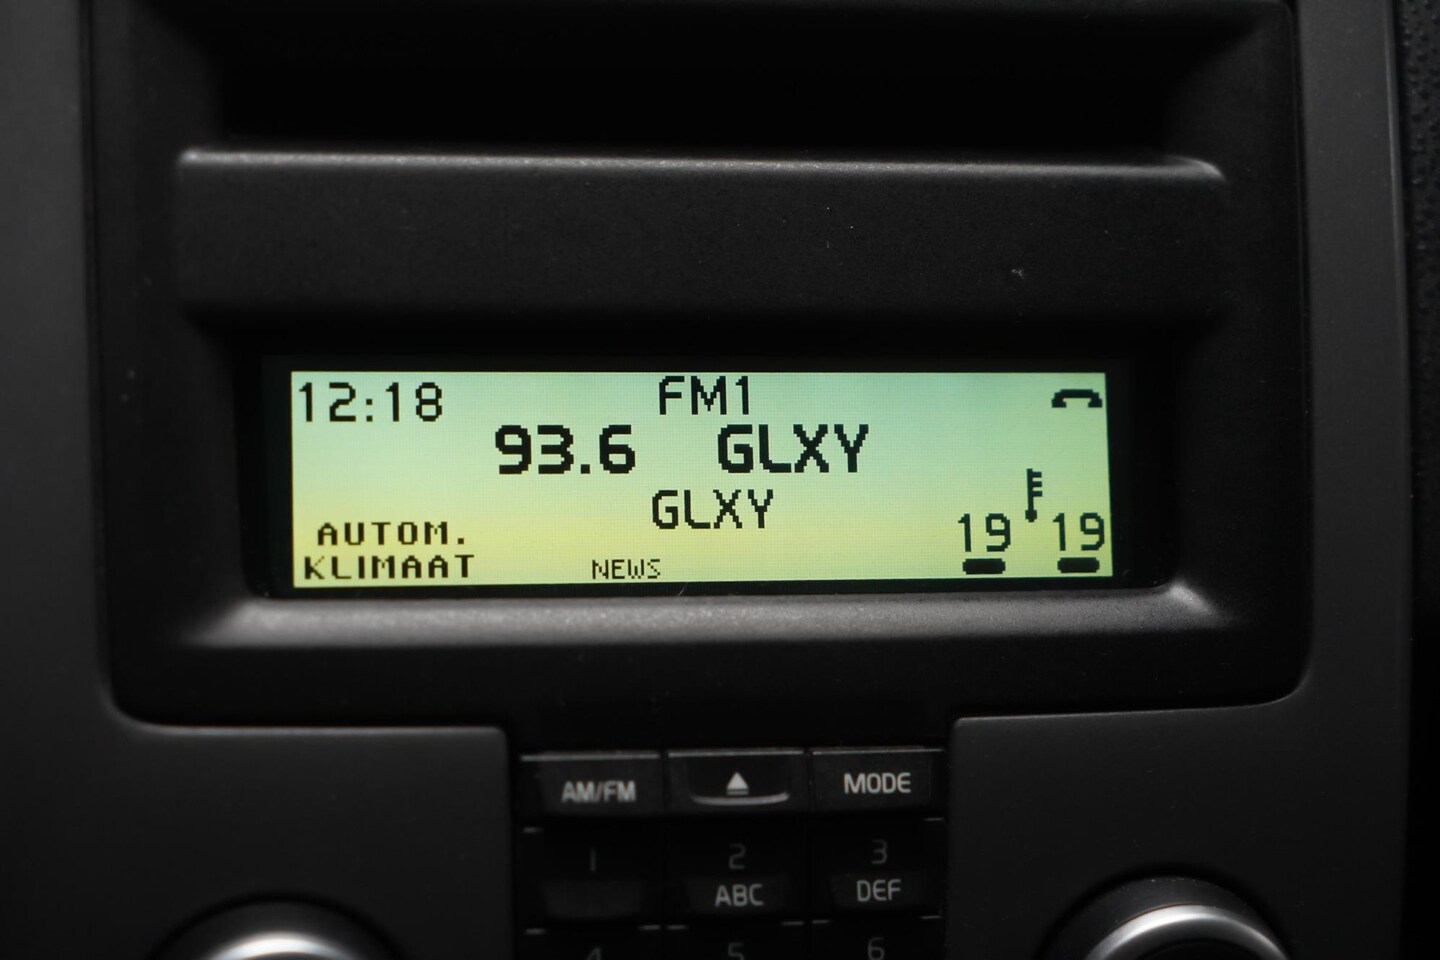 12:18 FM1
93.6 GLXY
GLXY
19 19
AUTOM.
KLIMAAT NEWS
AM/FM MODE
1 2 3
ABC DEF
4 5 6